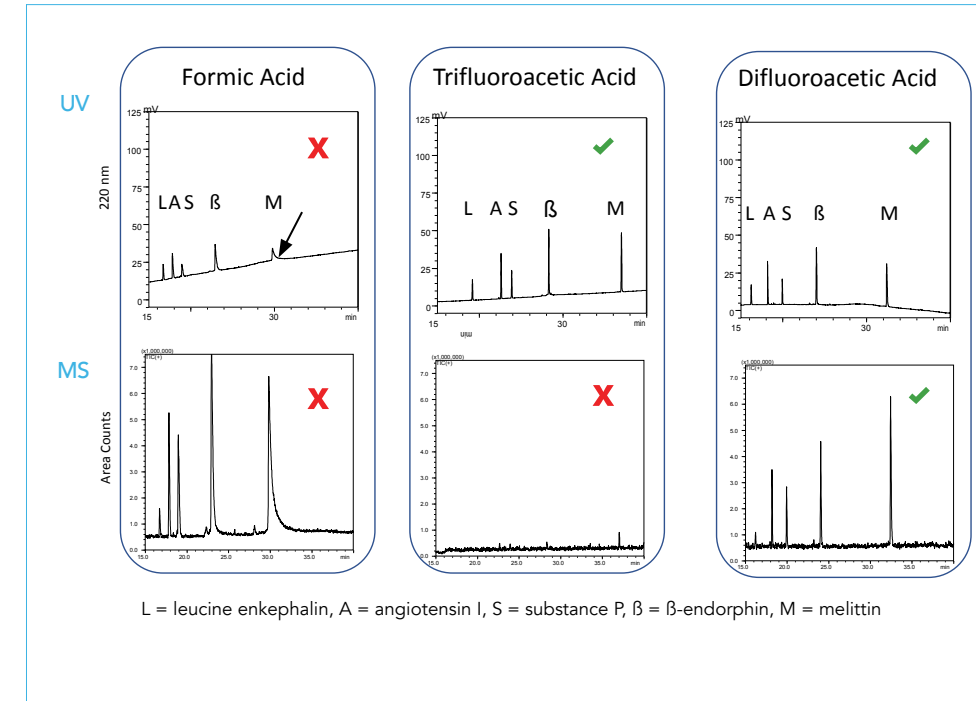 Formic Acid
Trifluoroacetic Acid
Difluoroacetic Acid
UV
220 nm
mV
125
100
75
50
25
0
X
L A S ß M
15
30
min
mV
125
100
75
50
25
0
L A S ß M
15
30
min
min
mV
125
100
75
50
25
0
L A S ß M
15
30
min
MS
Area Counts
(x1,000,000)
TIC(+)
7.0
6.0
5.0
4.0
3.0
2.0
1.0
0.0
X
15.0
20.0
25.0
30.0
35.0
min
(x1,000,000)
TIC(+)
7.0
6.0
5.0
4.0
3.0
2.0
1.0
0.0
X
15.0
20.0
25.0
30.0
35.0
min
(x1,000,000)
TIC(+)
7.0
6.0
5.0
4.0
3.0
2.0
1.0
0.0
15.0
20.0
25.0
30.0
35.0
min
L = leucine enkephalin, A = angiotensin I, S = substance P, ß = ß-endorphin, M = melittin